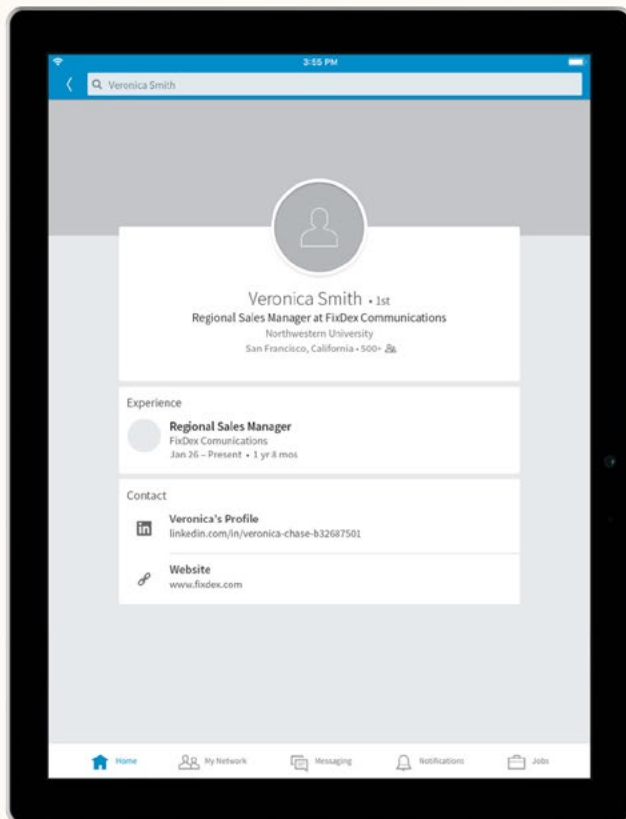 3:55 PM
Veronica Smith
Veronica Smith • 1st
Regional Sales Manager at FixDex Communications
Northwestern University
San Francisco, California • 500+
Experience
Regional Sales Manager
FixDex Comunications
Jan 26 – Present • 1 yr 8 mos
Contact
in
Veronica's Profile
linkedin.com/in/veronica-chase-b32687501
Website
www.fixdex.com
Home My Network Messaging Notifications Jobs